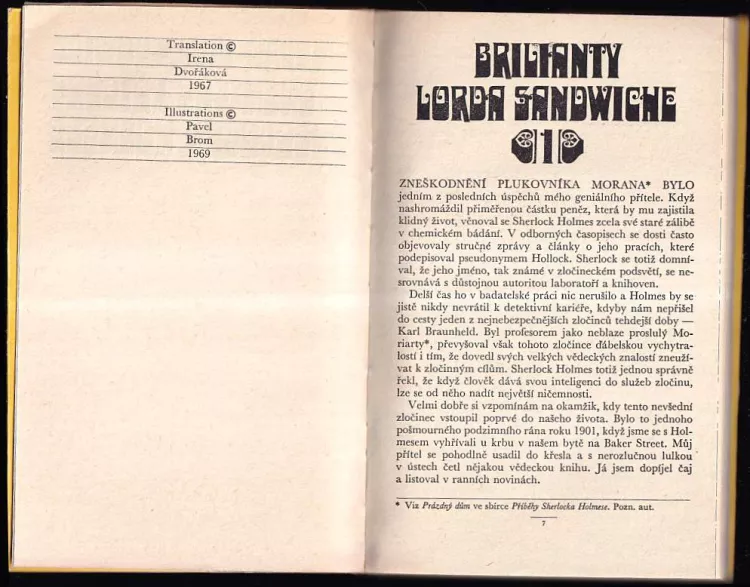 Translation ©
Irena
Dvořáková
1967
Illustrations ©
Pavel
Brom
1969
BRILIANTY
LORDA SANDWICHE
1
ZNEŠKODNĚNÍ PLUKOVNÍKA MORANA* BYLO
jedním z posledních úspěchů mého geniálního přítele. Když
nashromáždil přiměřenou částku peněz, která by mu zajistila
klidný život, věnoval se Sherlock Holmes zcela své staré zálibě
v chemickém bádání. V odborných časopisech se dosti často
objevovaly stručné zprávy a články o jeho pracích, které
podepisoval pseudonymem Hollock. Sherlock se totiž domní-
val, že jeho jméno, tak známé v zločineckém podsvětí, se ne-
srovnává s důstojnou autoritou laboratoří a knihoven.
Delší čas ho v badatelské práci nic nerušilo a Holmes by se
jistě nikdy nevrátil k detektivní kariéře, kdyby nám nepřišel
do cesty jeden z nejnebezpečnějších zločinců tehdejší doby —
Karl Braunheld. Byl profesorem jako neblaze proslulý Mo-
riarty*, převyšoval však tohoto zločince ďábelskou vychytra-
lostí i tím, že dovedl svých velkých vědeckých znalostí zneuží-
vat k zločinným cílům. Sherlock Holmes totiž jednou správně
řekl, že když člověk dává svou inteligenci do služeb zločinu,
lze se od něho nadít největší ničemnosti.
Velmi dobře si vzpomínám na okamžik, kdy tento nevšední
zločinec vstoupil poprvé do našeho života. Bylo to jednoho
pošmourného podzimního rána roku 1901, když jsme se s Hol-
mesem vyhřívali u krbu v našem bytě na Baker Street. Můj
přítel se pohodlně usadil do křesla a s nerozlučnou lulkou
v ústech četl nějakou vědeckou knihu. Já jsem dopíjel čaj
a listoval v ranních novinách.
* Viz Prázdný dům ve sbírce Příběhy Sherlocka Holmese. Pozn. aut.
7